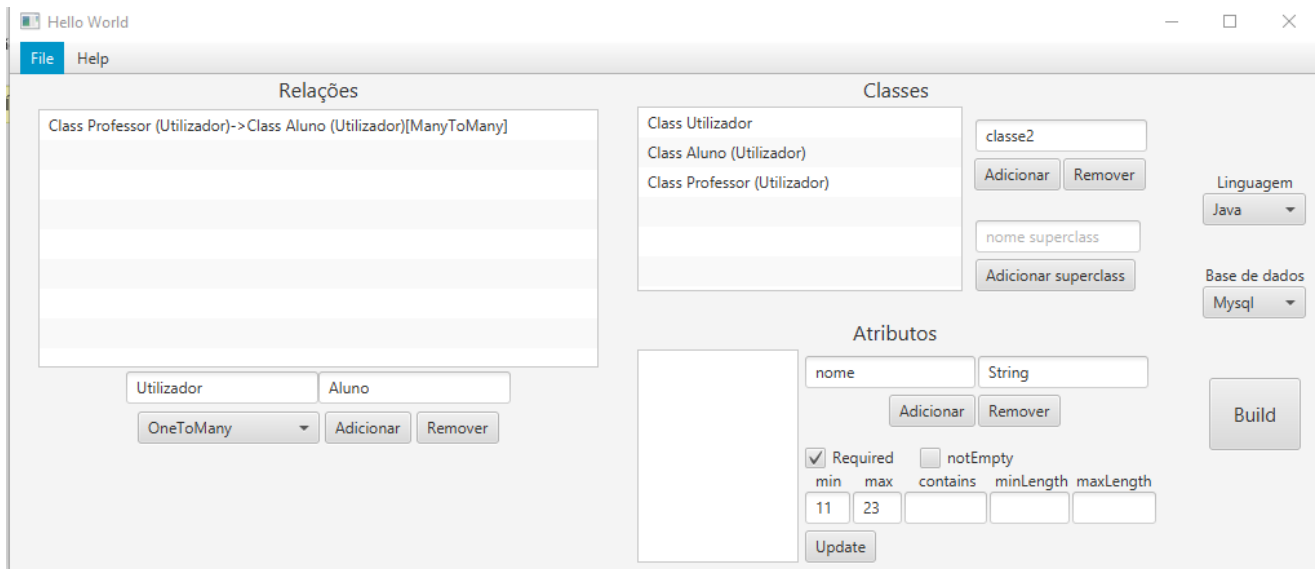 Hello World
File Help
Relações
Class Professor (Utilizador)->Class Aluno (Utilizador)[ManyToMany]
Utilizador Aluno
OneToMany Adicionar Remover
Classes
Class Utilizador
Class Aluno (Utilizador)
Class Professor (Utilizador)
classe2
Adicionar Remover
nome superclass
Adicionar superclass
Linguagem
Java
Base de dados
Mysql
Atributos
nome String
Adicionar Remover
Required notEmpty
min max contains minLength maxLength
11 23
Update
Build